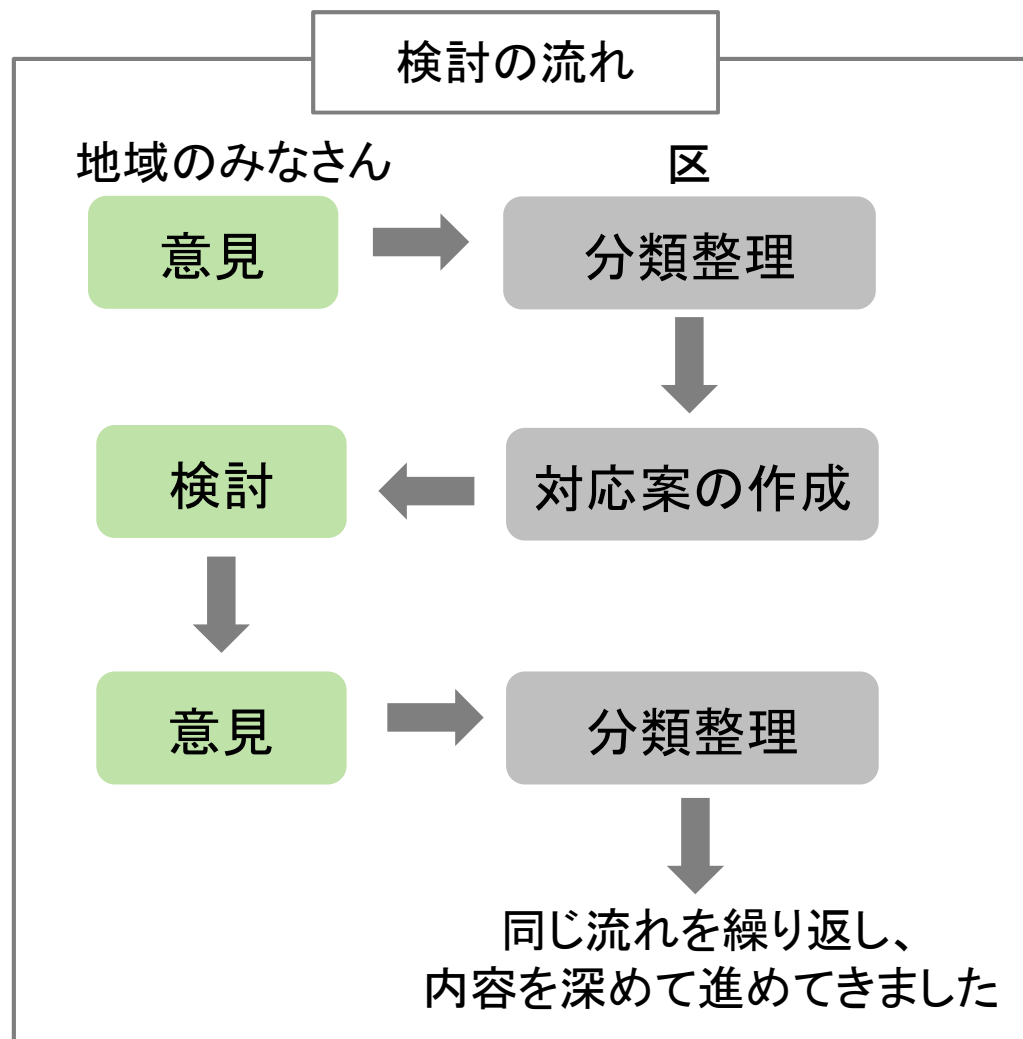 検討の流れ
地域のみなさん
区
意見
分類整理
検討
対応案の作成
意見
分類整理
同じ流れを繰り返し、
内容を深めて進めてきました